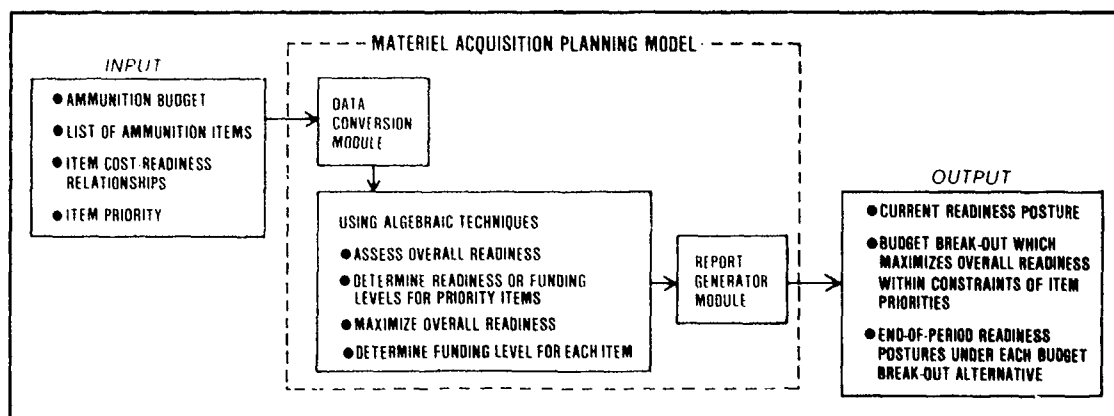 MATERIEL ACQUISITION PLANNING MODEL
INPUT
● AMMUNITION BUDGET
● LIST OF AMMUNITION ITEMS
● ITEM COST-READINESS
RELATIONSHIPS
● ITEM PRIORITY
DATA
CONVERSION
MODULE
USING ALGEBRAIC TECHNIQUES
● ASSESS OVERALL READINESS
● DETERMINE READINESS OR FUNDING
LEVELS FOR PRIORITY ITEMS
● MAXIMIZE OVERALL READINESS
● DETERMINE FUNDING LEVEL FOR EACH ITEM
REPORT
GENERATOR
MODULE
OUTPUT
● CURRENT READINESS POSTURE
● BUDGET BREAK-OUT WHICH
MAXIMIZES OVERALL READINESS
WITHIN CONSTRAINTS OF ITEM
PRIORITIES
● END-OF-PERIOD READINESS
POSTURES UNDER EACH BUDGET
BREAK-OUT ALTERNATIVE